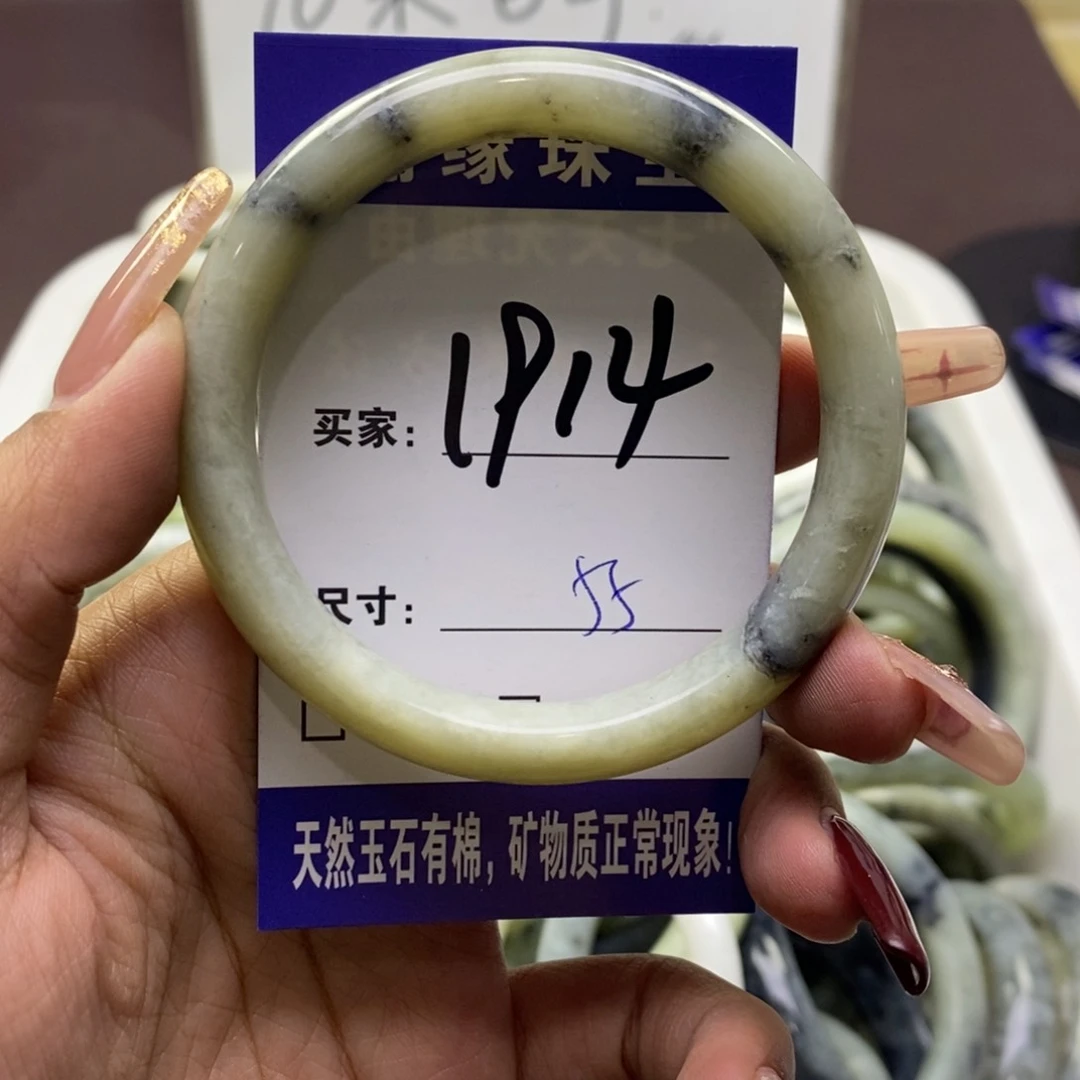 缘珠宝
买家: 1914
尺寸: 55
天然玉石有棉,矿物质正常现象!